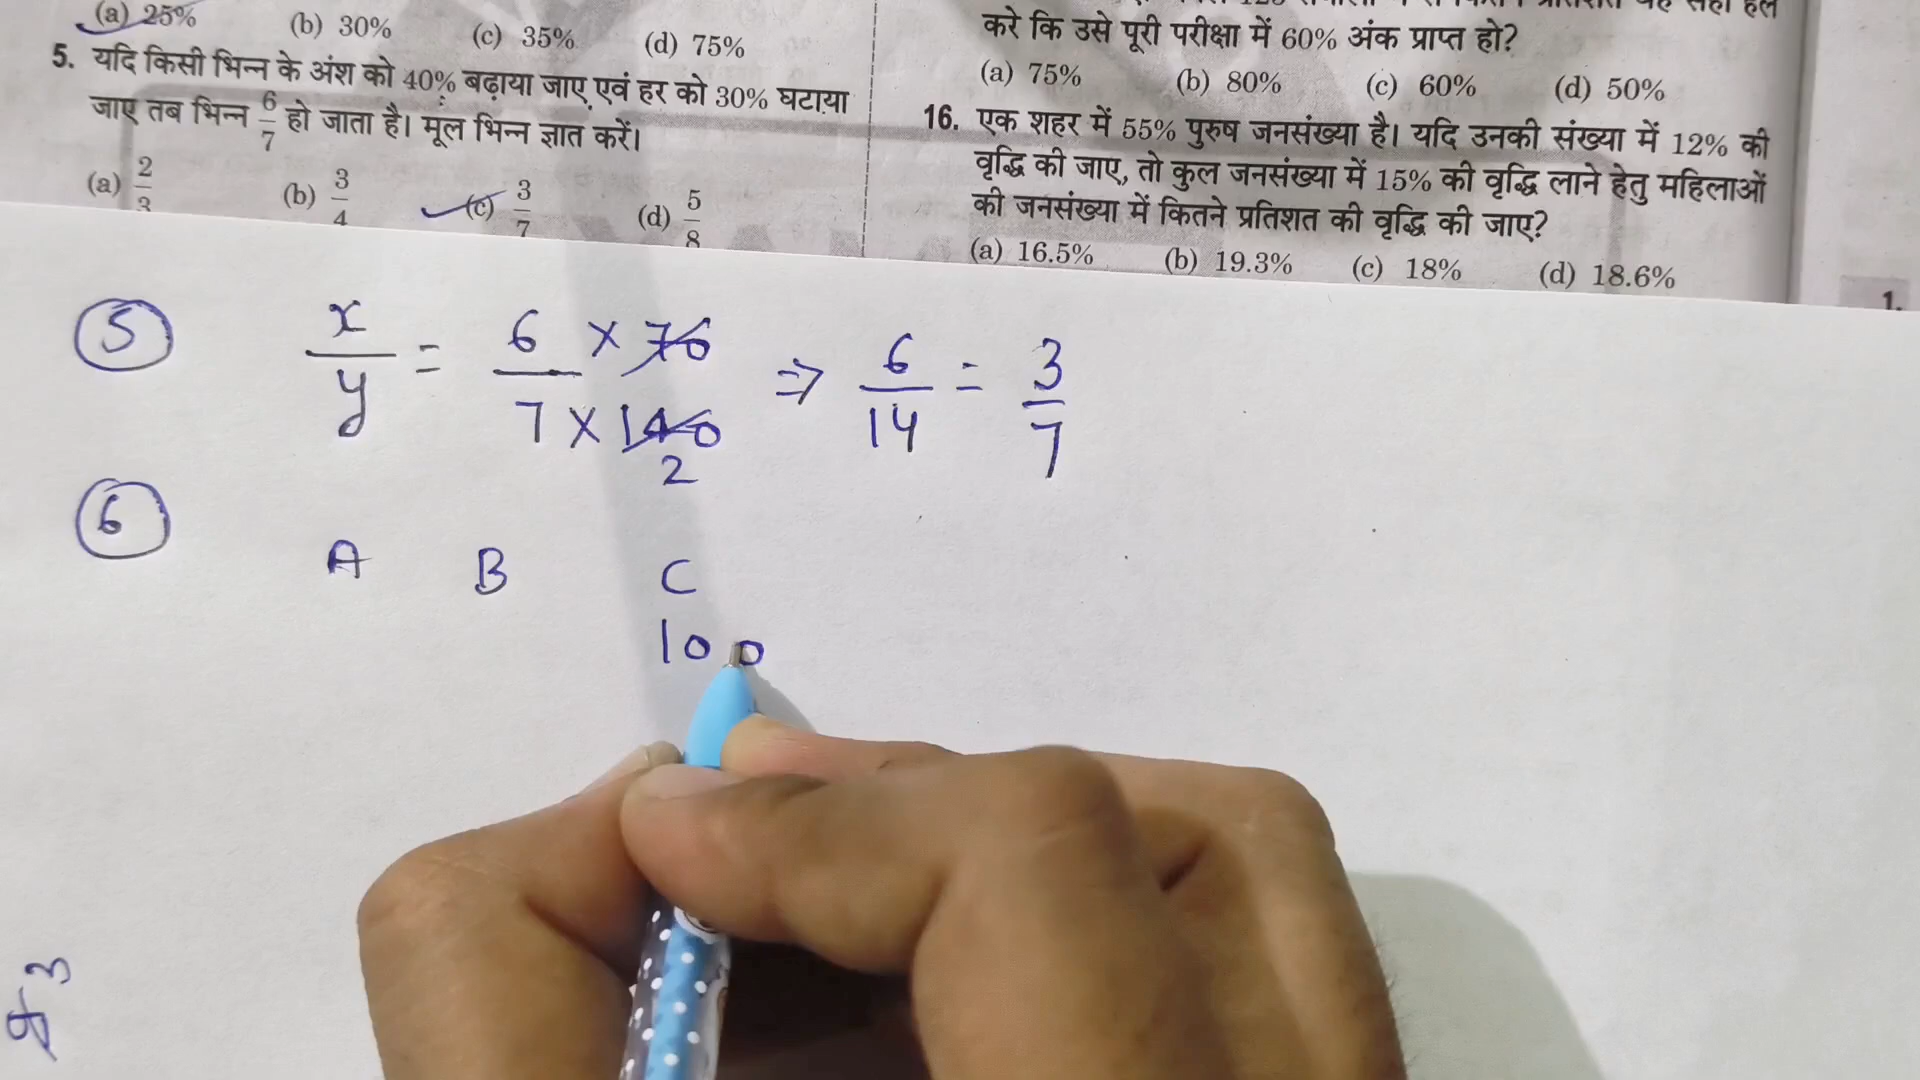 (a) 25% (b) 30% (c) 35% (d) 75%
5. यदि किसी भिन्न के अंश को 40% बढ़ाया जाए एवं हर को 30% घटाया
जाए तब भिन्न 6/7 हो जाता है। मूल भिन्न ज्ञात करें।
(a) 2/3 (b) 3/4 (c) 3/7 (d) 5/8
करे कि उसे पूरी परीक्षा में 60% अंक प्राप्त हो?
(a) 75% (b) 80% (c) 60% (d) 50%
16. एक शहर में 55% पुरुष जनसंख्या है। यदि उनकी संख्या में 12% की
वृद्धि की जाए, तो कुल जनसंख्या में 15% की वृद्धि लाने हेतु महिलाओं
की जनसंख्या में कितने प्रतिशत की वृद्धि की जाए?
(a) 16.5% (b) 19.3% (c) 18% (d) 18.6%
1.
5 x/y = 6 × 70 / 7 × 140 2 ⇒ 6/14 = 3/7
6
A B C
100